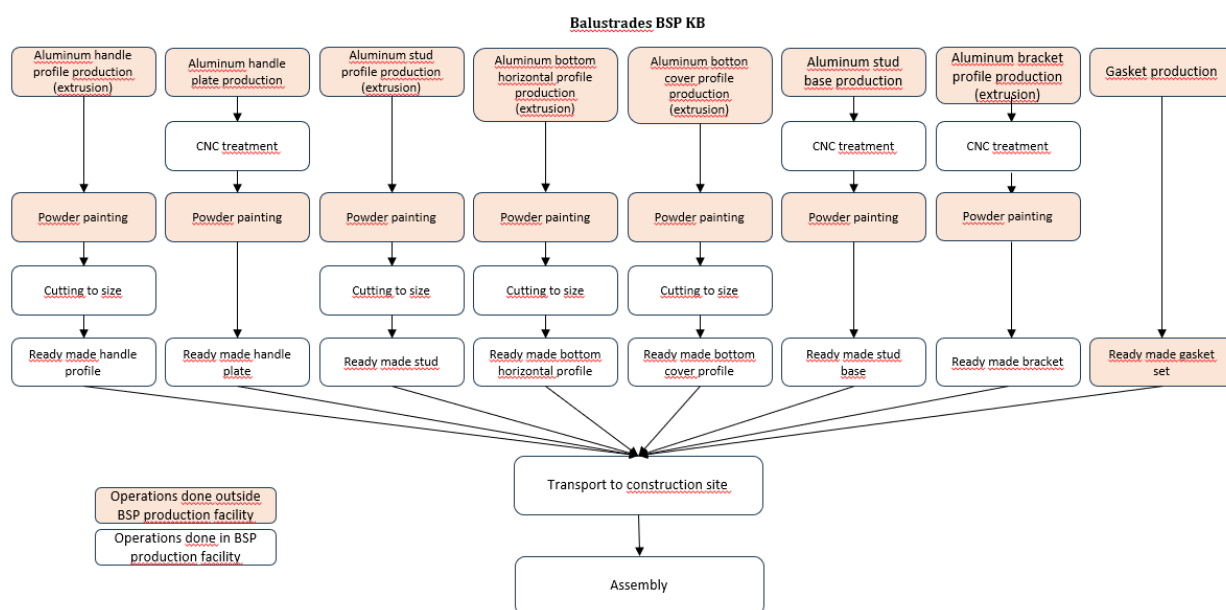 Balustrades BSP KB
Aluminum handle
profile production
(extrusion)
Aluminum handle
plate production
Aluminum stud
profile production
(extrusion)
Aluminum bottom
horizontal profile
production
(extrusion)
Aluminum botton
cover profile
production
(extrusion)
Aluminum stud
base production
Aluminum bracket
profile production
(extrusion)
Gasket production
CNC treatment
CNC treatment
CNC treatment
Powder painting
Powder painting
Powder painting
Powder painting
Powder painting
Powder painting
Powder painting
Cutting to size
Cutting to size
Cutting to size
Cutting to size
Ready made handle
profile
Ready made handle
plate
Ready made stud
Ready made bottom
horizontal profile
Ready made bottom
cover profile
Ready made stud
base
Ready made bracket
Ready made gasket
set
Transport to construction site
Operations done outside
BSP production facility
Operations done in BSP
production facility
Assembly